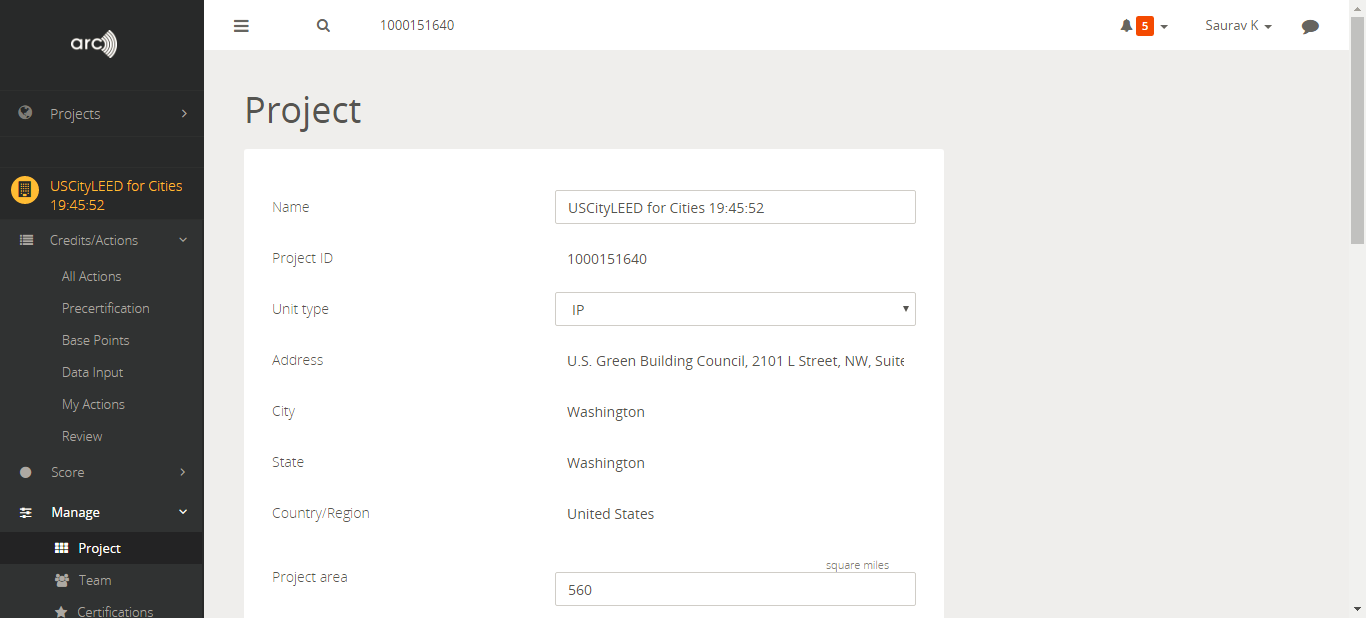 arc
1000151640
5
Saurav K
Projects
USCityLEED for Cities
19:45:52
Credits/Actions
All Actions
Precertification
Base Points
Data Input
My Actions
Review
Score
Manage
Project
Team
Certifications
Project
Name
USCityLEED for Cities 19:45:52
Project ID
1000151640
Unit type
IP
Address
U.S. Green Building Council, 2101 L Street, NW, Suite
City
Washington
State
Washington
Country/Region
United States
Project area
square miles
560